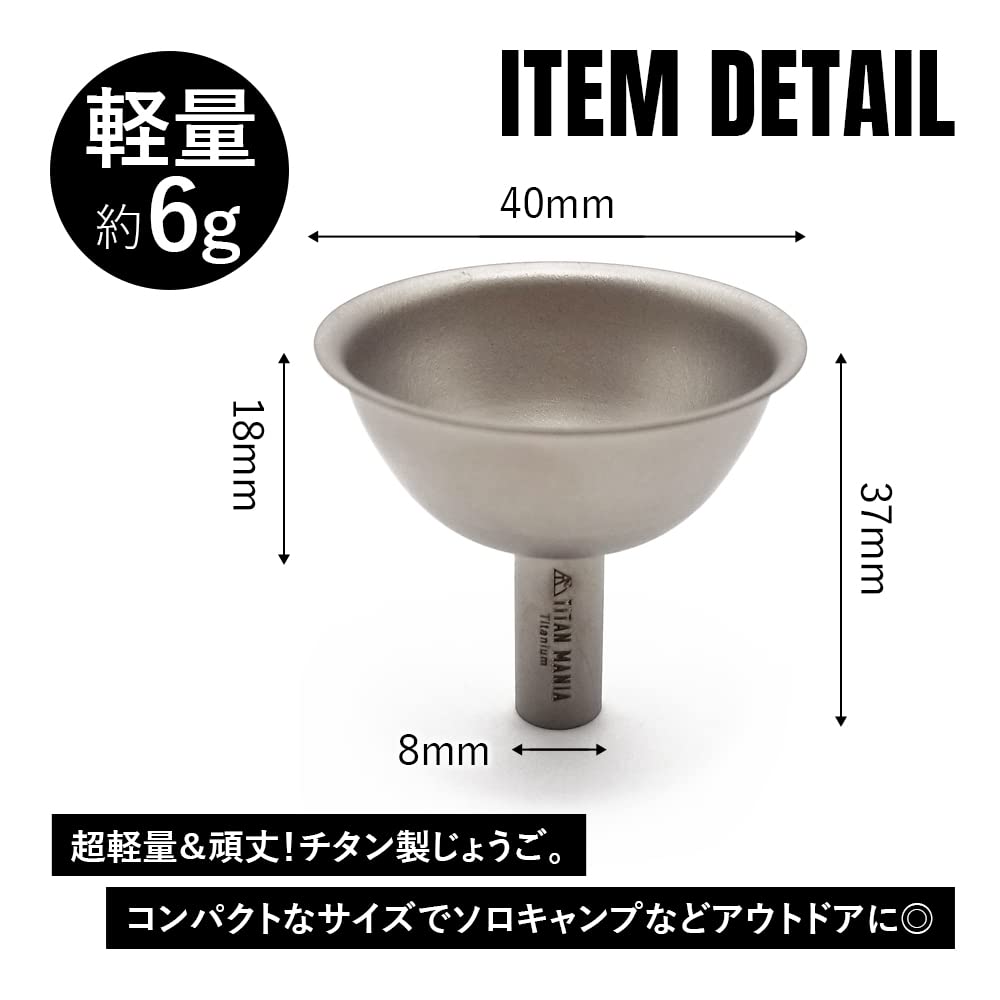 ITEM DETAIL
軽量
約6g
40mm
18mm
37mm
TITAN MANIA
Titanium
8mm
超軽量&頑丈!チタン製じょうご。
コンパクトなサイズでソロキャンプなどアウトドアに◎